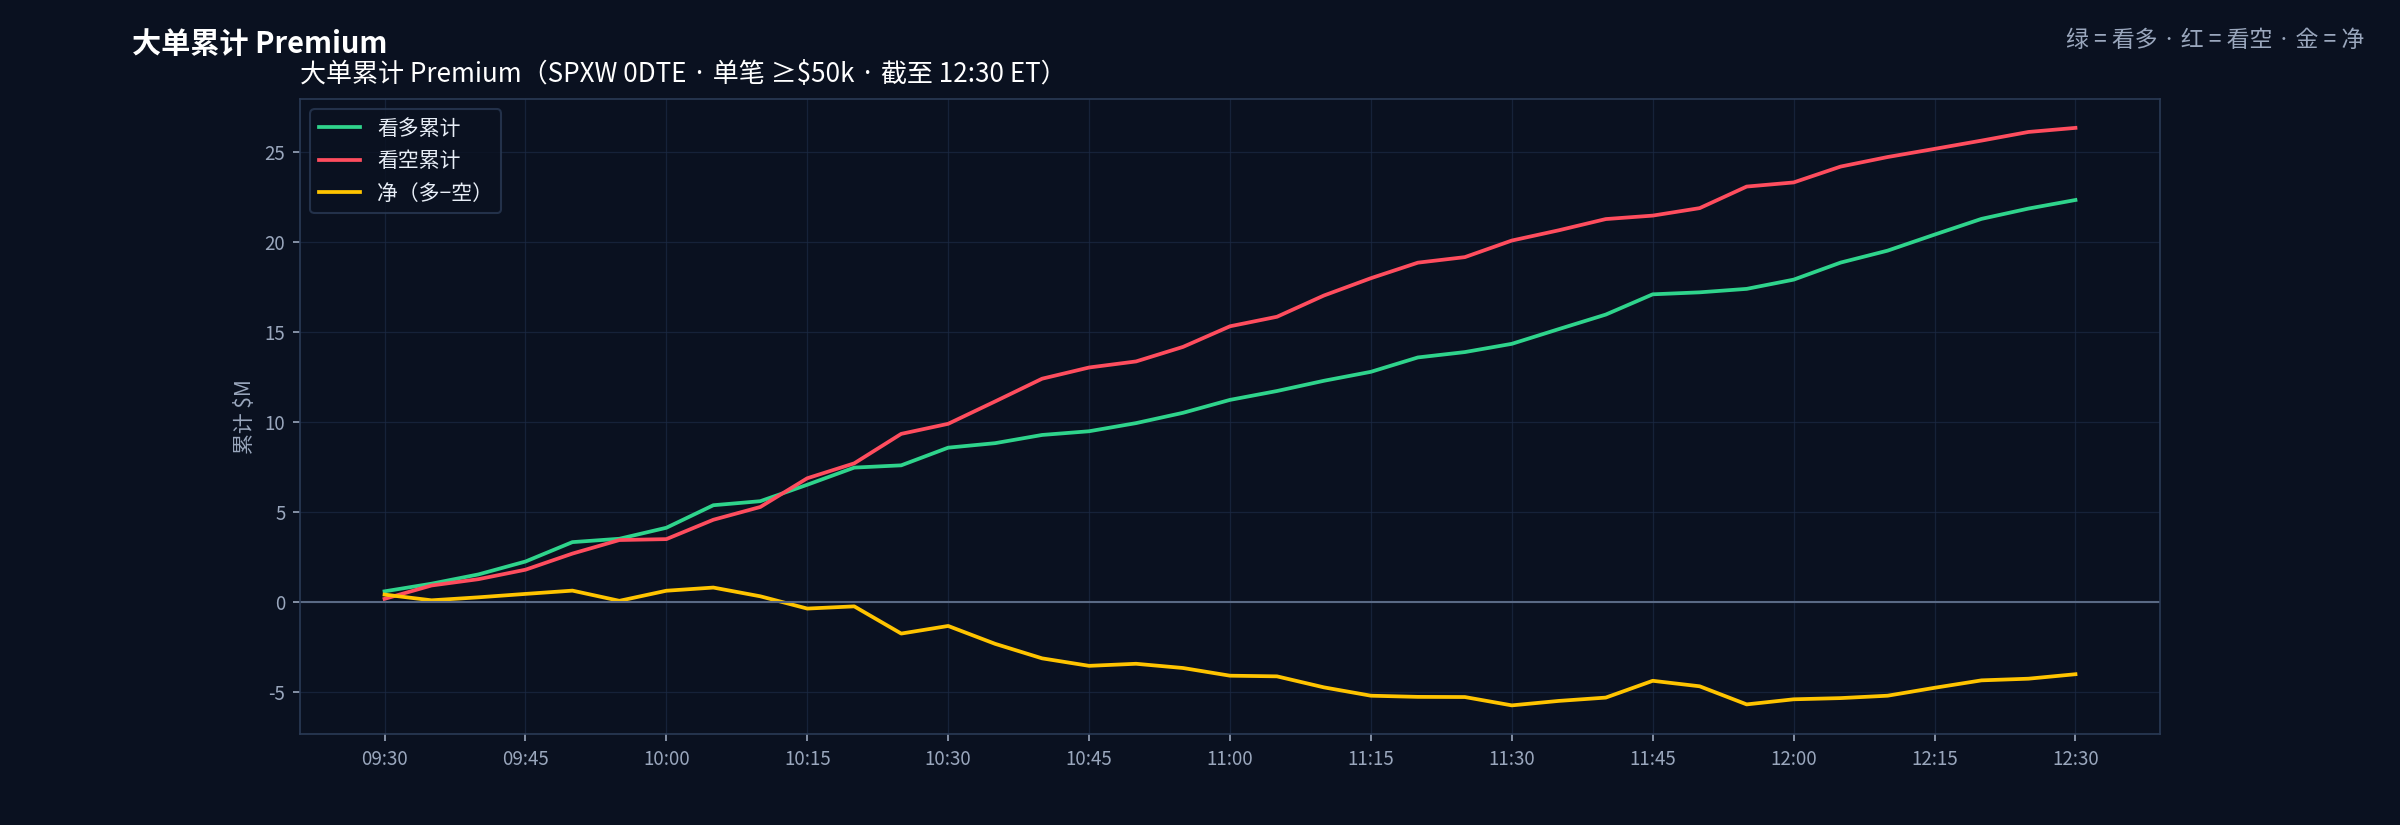 大单累计 Premium
绿 = 看多 · 红 = 看空 · 金 = 净
大单累计 Premium（SPXW 0DTE · 单笔 ≥$50k · 截至 12:30 ET）
看多累计
看空累计
净（多−空）
累计 $M
25
20
15
10
5
0
-5
09:30 09:45 10:00 10:15 10:30 10:45 11:00 11:15 11:30 11:45 12:00 12:15 12:30